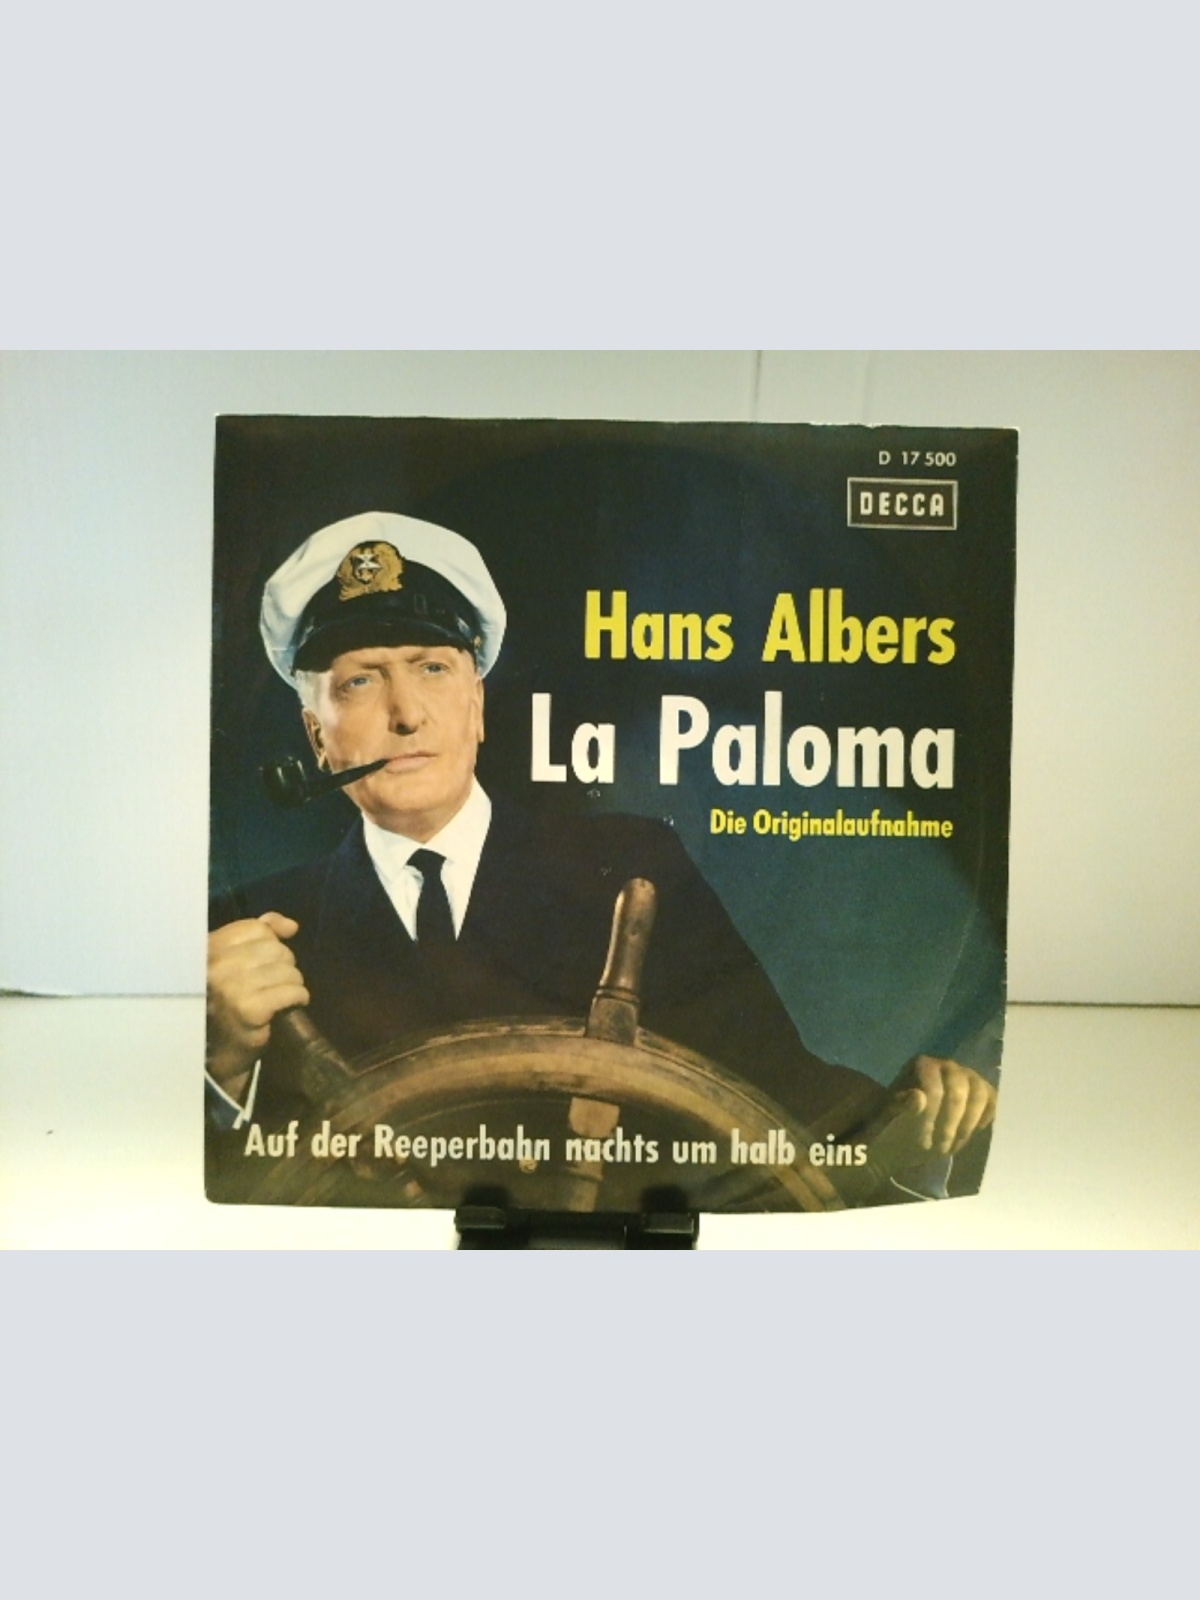 D 17 500
DECCA
Hans Albers
La Paloma
Die Originalaufnahme
Auf der Reeperbahn nachts um halb eins